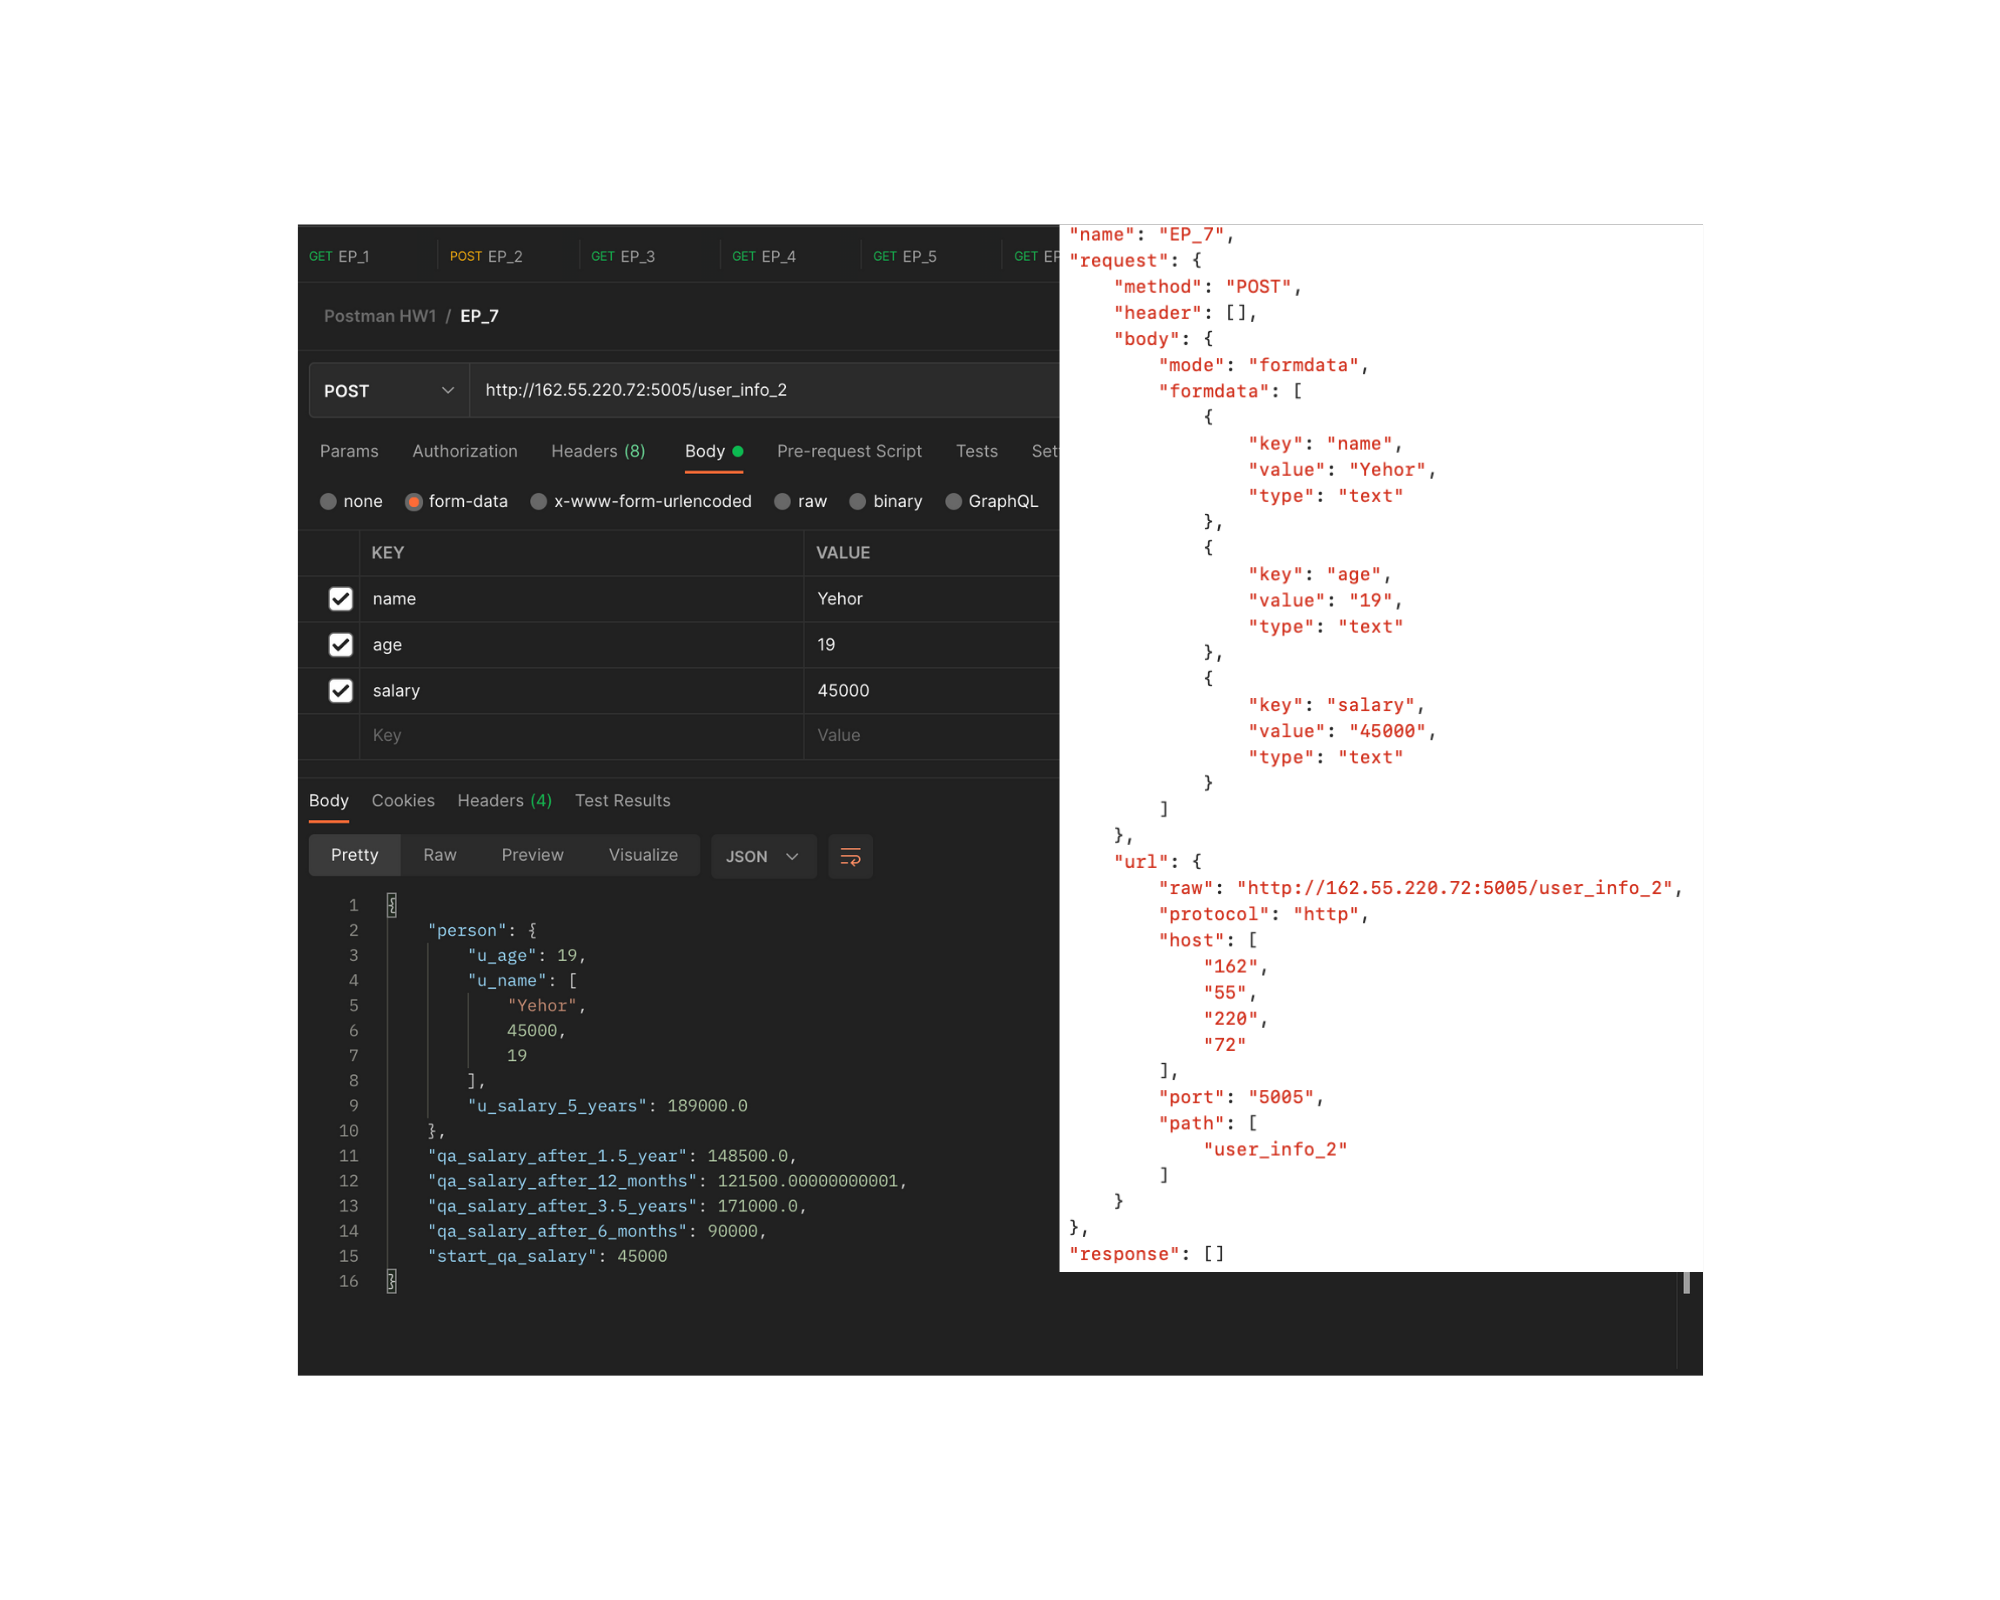 GET EP_1 POST EP_2 GET EP_3 GET EP_4 GET EP_5 GET EP
Postman HW1 / EP_7
POST http://162.55.220.72:5005/user_info_2
Params Authorization Headers (8) Body Pre-request Script Tests Set
none form-data x-www-form-urlencoded raw binary GraphQL
KEY VALUE
name Yehor
age 19
salary 45000
Key Value
Body Cookies Headers (4) Test Results
Pretty Raw Preview Visualize JSON
1 {
2 "person": {
3 "u_age": 19,
4 "u_name": [
5 "Yehor",
6 45000,
7 19
8 ],
9 "u_salary_5_years": 189000.0
10 },
11 "qa_salary_after_1.5_year": 148500.0,
12 "qa_salary_after_12_months": 121500.00000000001,
13 "qa_salary_after_3.5_years": 171000.0,
14 "qa_salary_after_6_months": 90000,
15 "start_qa_salary": 45000
16 }
"name": "EP_7",
"request": {
"method": "POST",
"header": [],
"body": {
"mode": "formdata",
"formdata": [
{
"key": "name",
"value": "Yehor",
"type": "text"
},
{
"key": "age",
"value": "19",
"type": "text"
},
{
"key": "salary",
"value": "45000",
"type": "text"
}
]
},
"url": {
"raw": "http://162.55.220.72:5005/user_info_2",
"protocol": "http",
"host": [
"162",
"55",
"220",
"72"
],
"port": "5005",
"path": [
"user_info_2"
]
}
},
"response": []